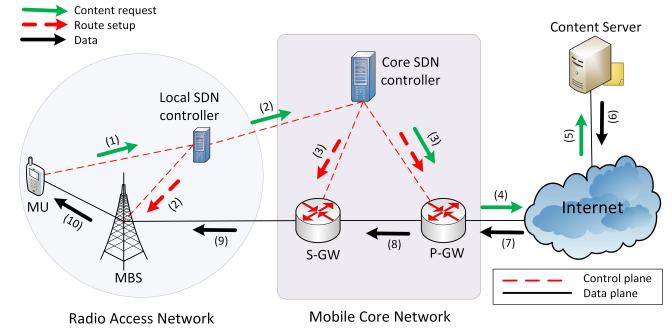 Content request
Route setup
Data
Content Server
Core SDN
controller
Local SDN
controller
(1)
(2)
(2)
(3)
(3)
(4)
(5)
(6)
(7)
(8)
(9)
(10)
MU
MBS
S-GW
P-GW
Internet
Control plane
Data plane
Radio Access Network
Mobile Core Network